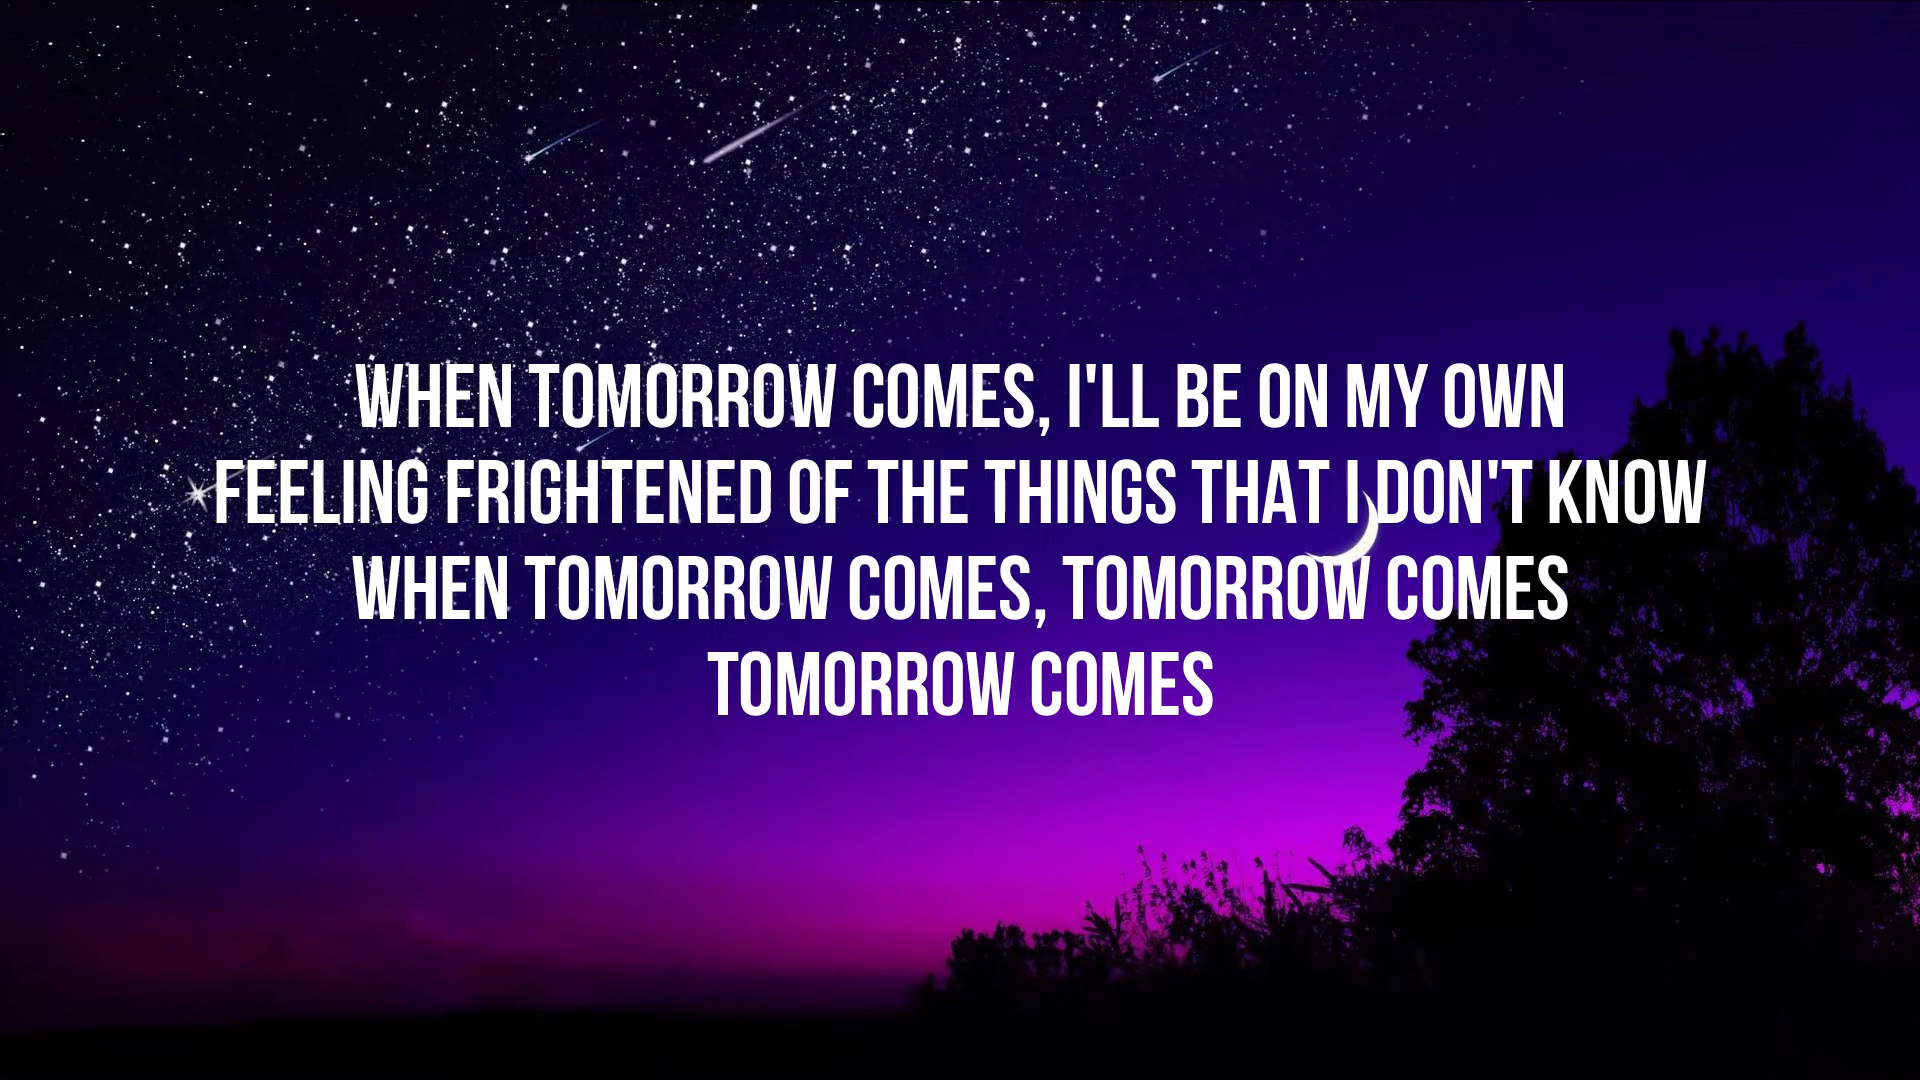 WHEN TOMORROW COMES, I'LL BE ON MY OWN
FEELING FRIGHTENED OF THE THINGS THAT I DON'T KNOW
WHEN TOMORROW COMES, TOMORROW COMES
TOMORROW COMES